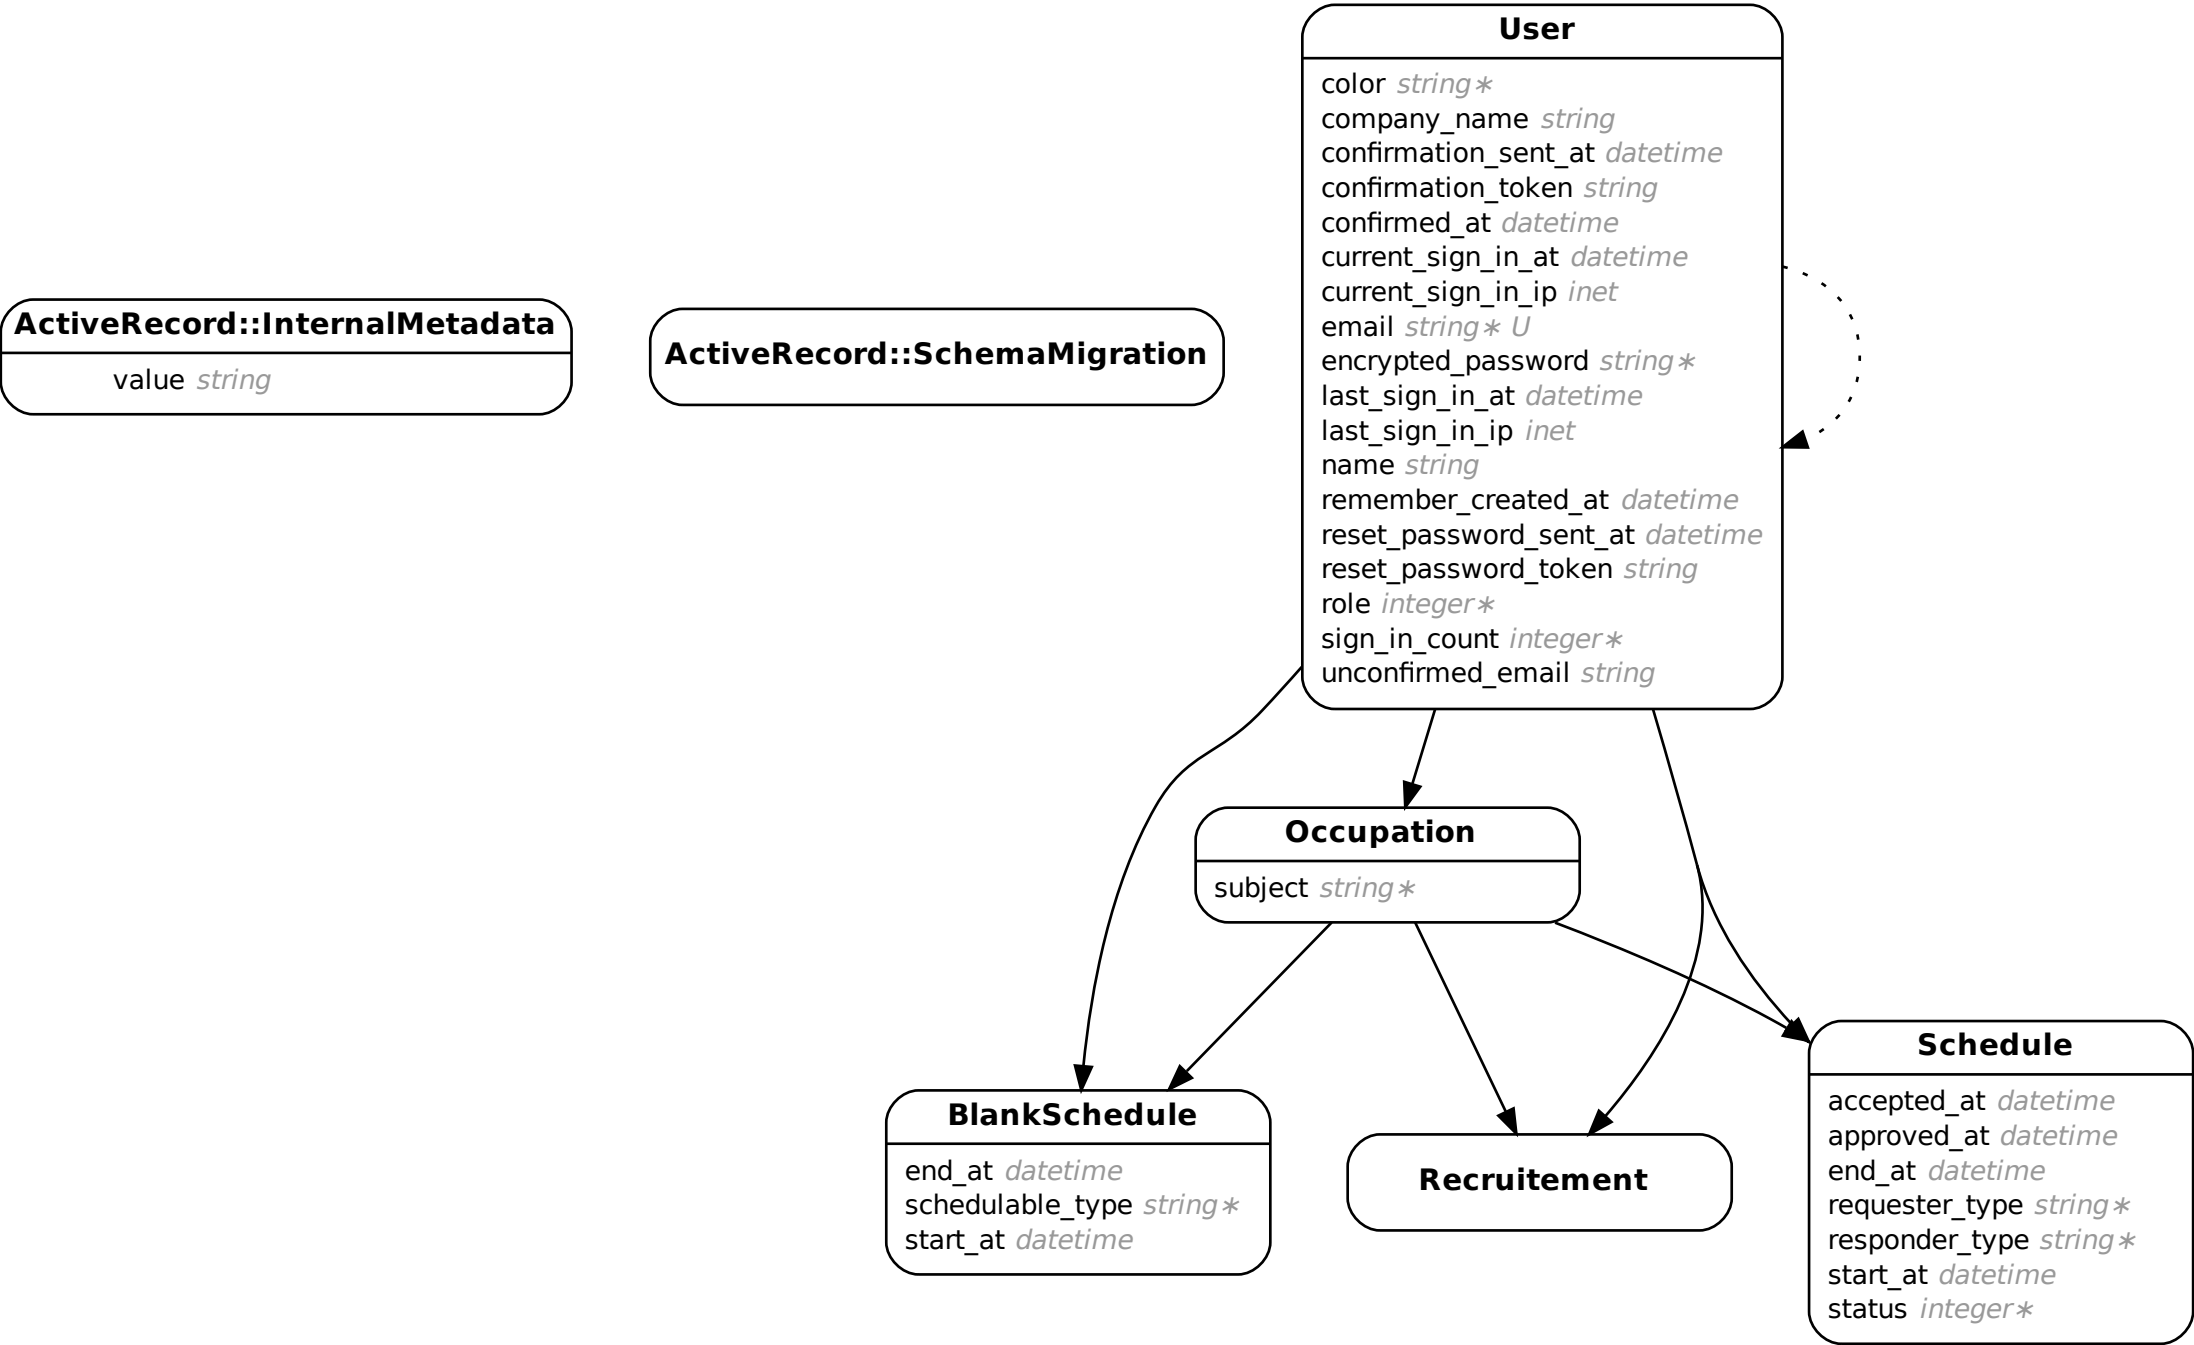 User
color string∗
company_name string
confirmation_sent_at datetime
confirmation_token string
confirmed_at datetime
current_sign_in_at datetime
current_sign_in_ip inet
email string∗ U
encrypted_password string∗
last_sign_in_at datetime
last_sign_in_ip inet
name string
remember_created_at datetime
reset_password_sent_at datetime
reset_password_token string
role integer∗
sign_in_count integer∗
unconfirmed_email string
ActiveRecord::InternalMetadata
value string
ActiveRecord::SchemaMigration
Occupation
subject string∗
BlankSchedule
end_at datetime
schedulable_type string∗
start_at datetime
Recruitement
Schedule
accepted_at datetime
approved_at datetime
end_at datetime
requester_type string∗
responder_type string∗
start_at datetime
status integer∗